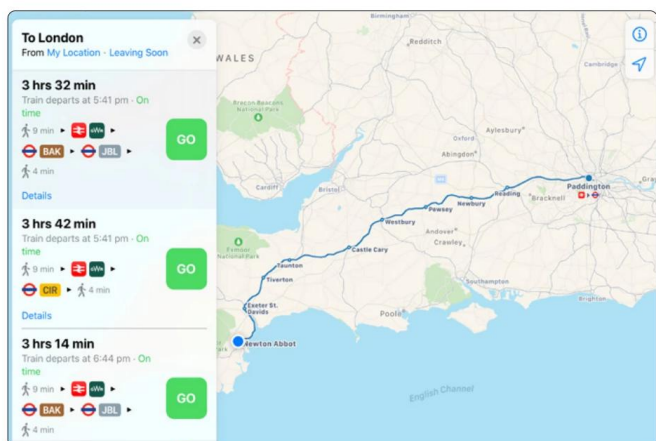 To London
From My Location · Leaving Soon
3 hrs 32 min
Train departs at 5:41 pm · On
time
9 min
GWR
BAK
JBL
GO
4 min
Details
3 hrs 42 min
Train departs at 5:41 pm · On
time
9 min
GWR
CIR
4 min
GO
Details
3 hrs 14 min
Train departs at 6:44 pm · On
time
9 min
GWR
BAK
JBL
GO
4 min
Birmingham
Redditch
WALES
Cambridge
Brecon Beacons
National Park
Aylesbury
Oxford
Abingdon
Cardiff
Bristol
Paddington
Reading
Bracknell
Newbury
Pewsey
Westbury
Andover
Crawley
Castle Cary
Exmoor
National Park
Taunton
Tiverton
Southampton
Brighton
Poole
Exeter St.
Davids
Newton Abbot
English Channel